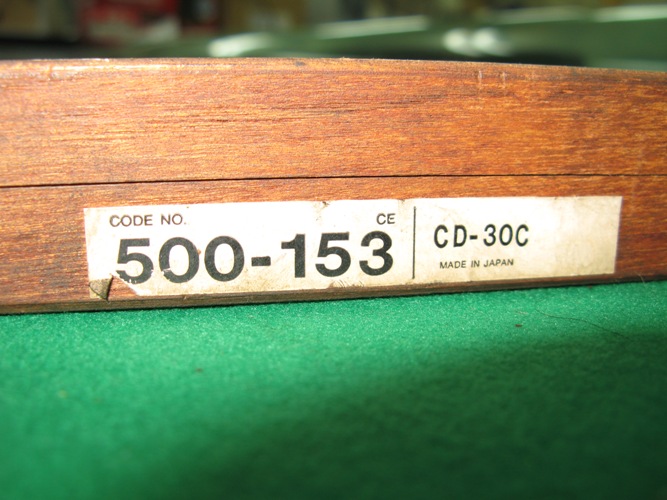 CODE NO. CE
500-153
CD-30C
MADE IN JAPAN